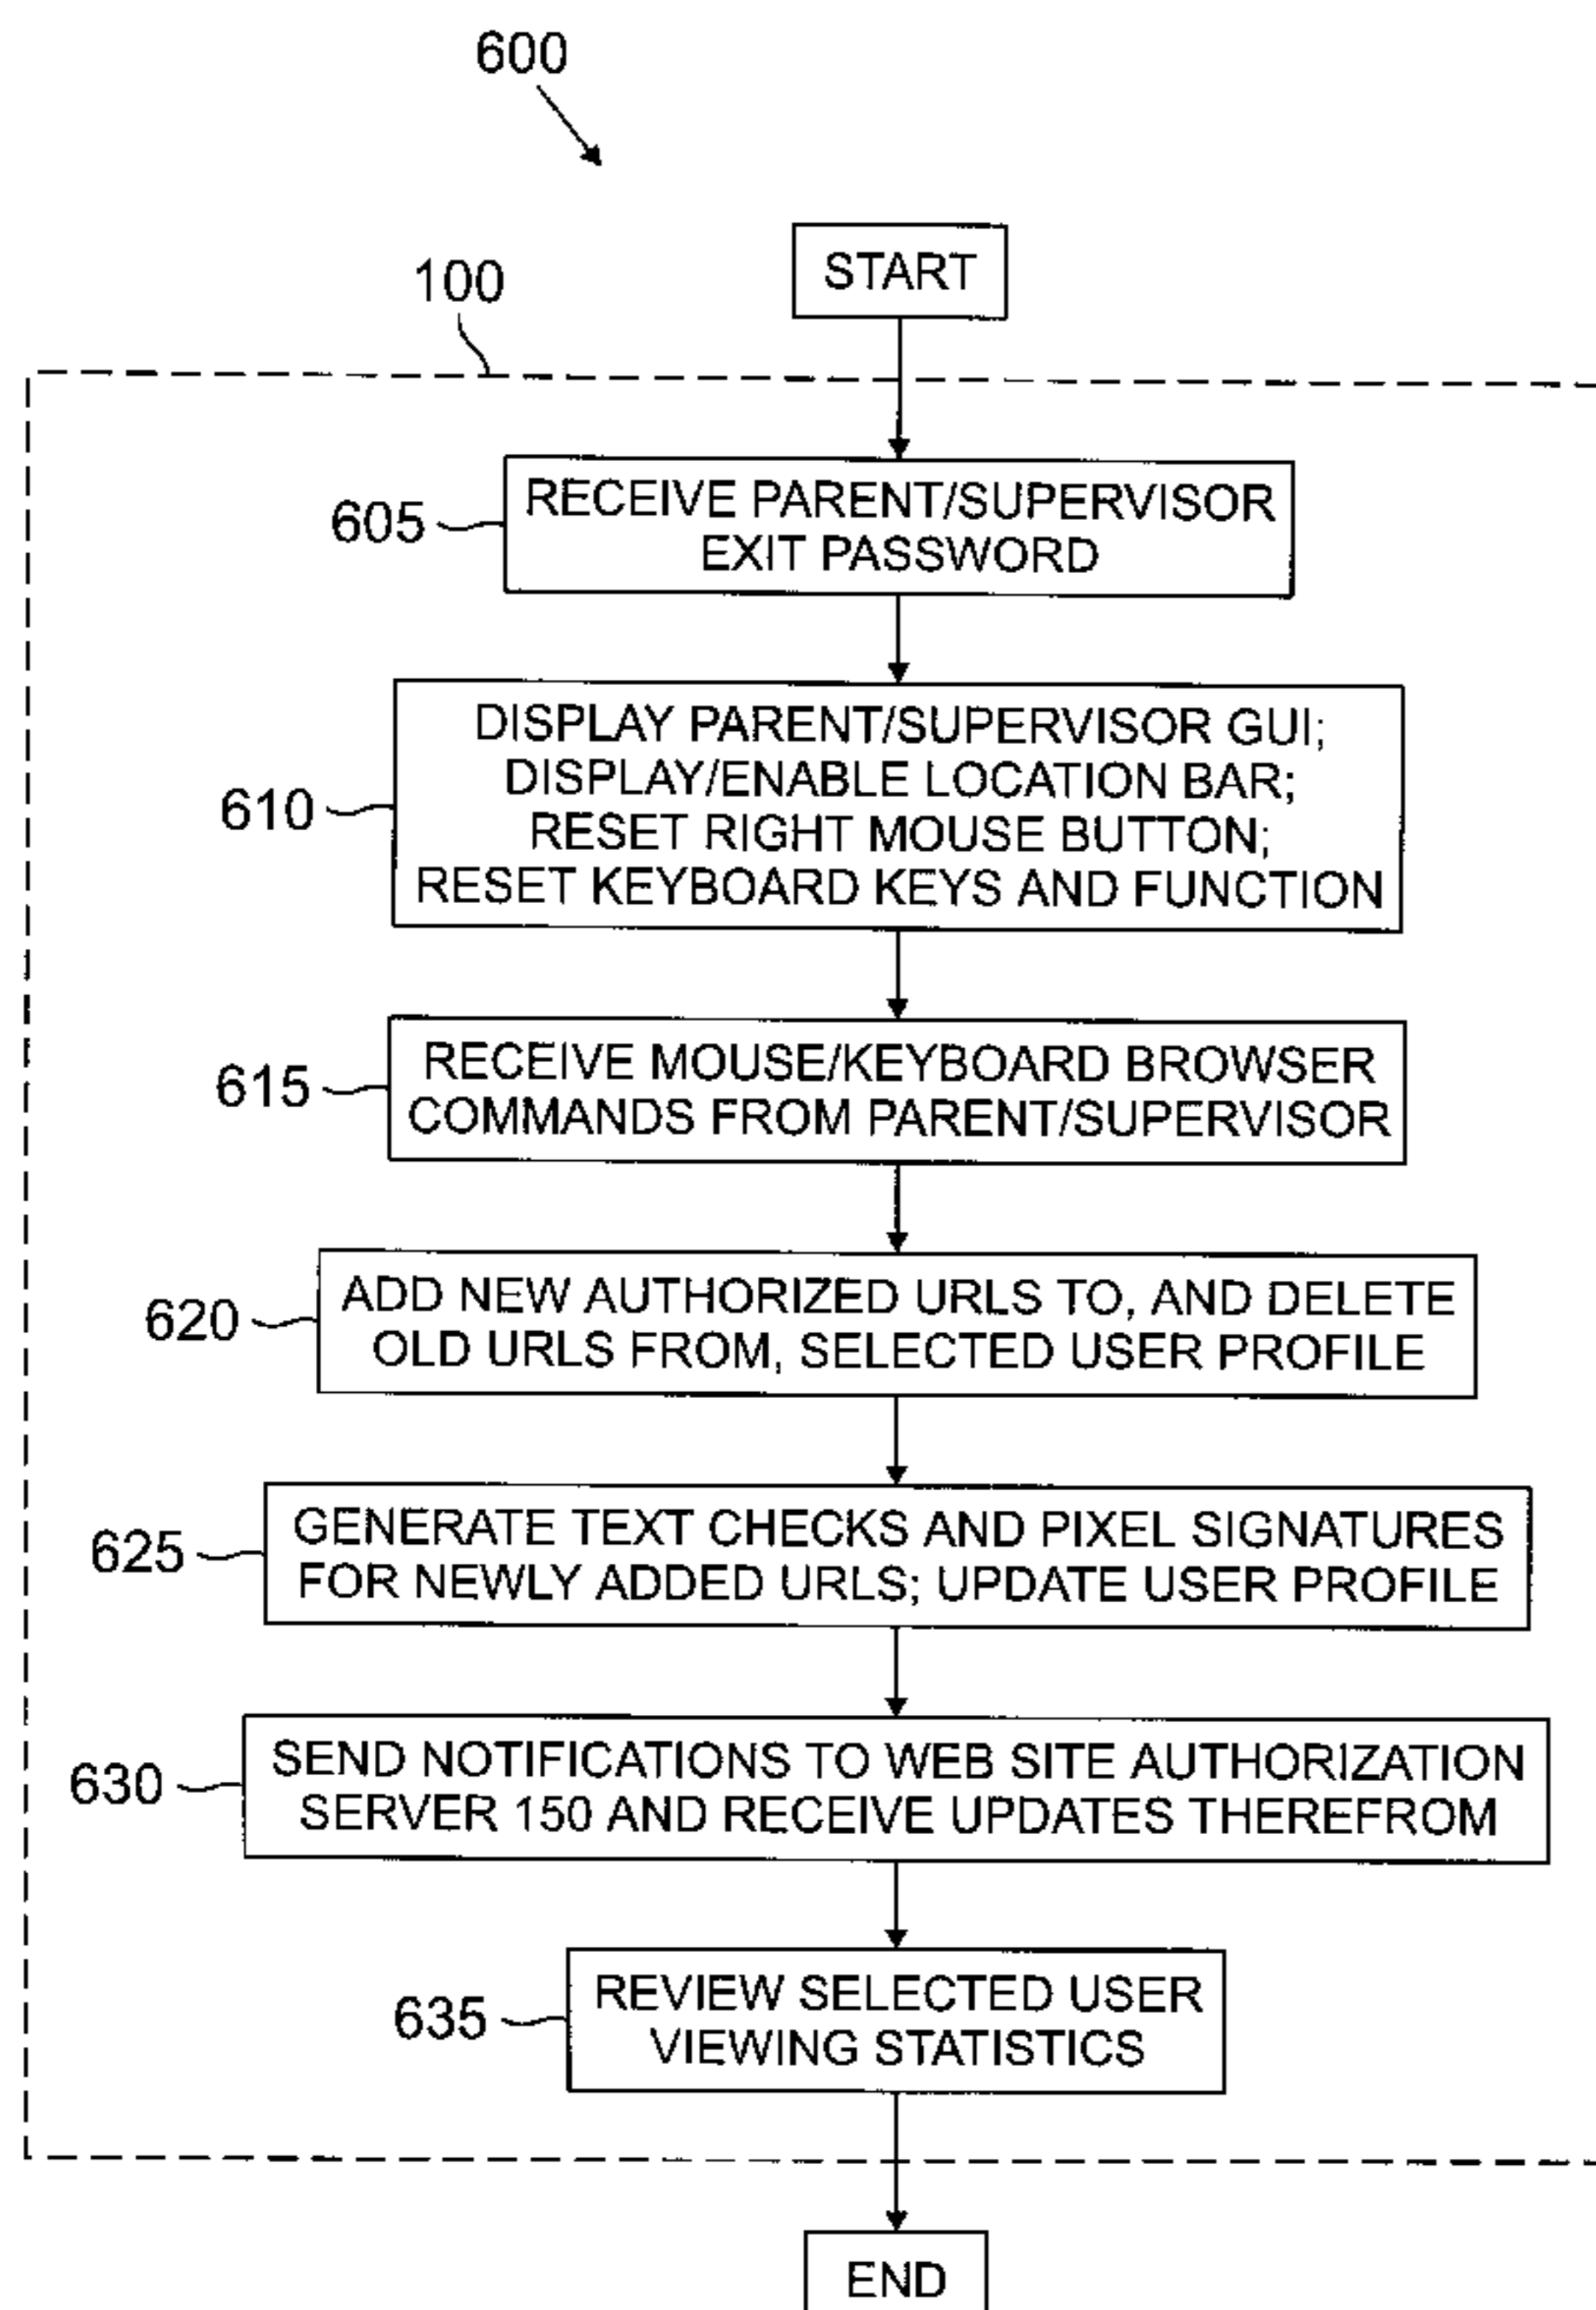 600
START
100
605
RECEIVE PARENT/SUPERVISOR
EXIT PASSWORD
610
DISPLAY PARENT/SUPERVISOR GUI;
DISPLAY/ENABLE LOCATION BAR;
RESET RIGHT MOUSE BUTTON;
RESET KEYBOARD KEYS AND FUNCTION
615
RECEIVE MOUSE/KEYBOARD BROWSER
COMMANDS FROM PARENT/SUPERVISOR
620
ADD NEW AUTHORIZED URLS TO, AND DELETE
OLD URLS FROM, SELECTED USER PROFILE
625
GENERATE TEXT CHECKS AND PIXEL SIGNATURES
FOR NEWLY ADDED URLS; UPDATE USER PROFILE
630
SEND NOTIFICATIONS TO WEB SITE AUTHORIZATION
SERVER 150 AND RECEIVE UPDATES THEREFROM
635
REVIEW SELECTED USER
VIEWING STATISTICS
END